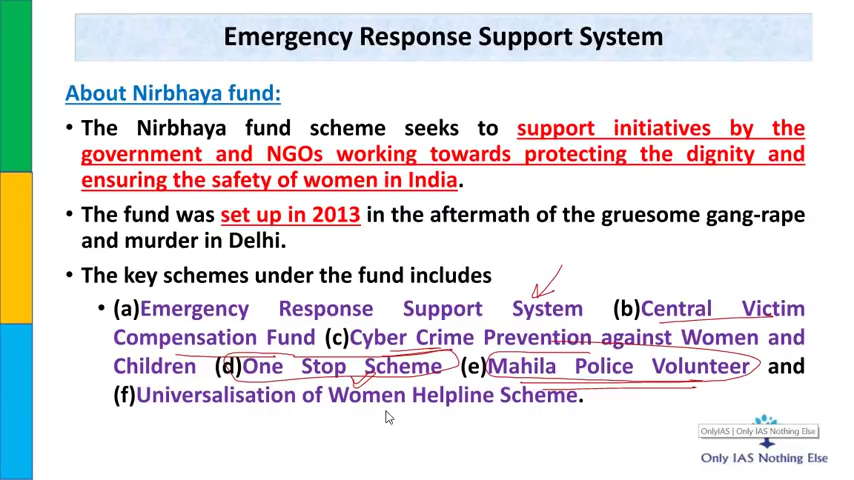 Emergency Response Support System
About Nirbhaya fund:
• The Nirbhaya fund scheme seeks to support initiatives by the
government and NGOs working towards protecting the dignity and
ensuring the safety of women in India.
• The fund was set up in 2013 in the aftermath of the gruesome gang-rape
and murder in Delhi.
• The key schemes under the fund includes
• (a)Emergency Response Support System (b)Central Victim
Compensation Fund (c)Cyber Crime Prevention against Women and
Children (d)One Stop Scheme (e)Mahila Police Volunteer and
(f)Universalisation of Women Helpline Scheme.
OnlyIAS | Only IAS Nothing Else
Only IAS Nothing Else